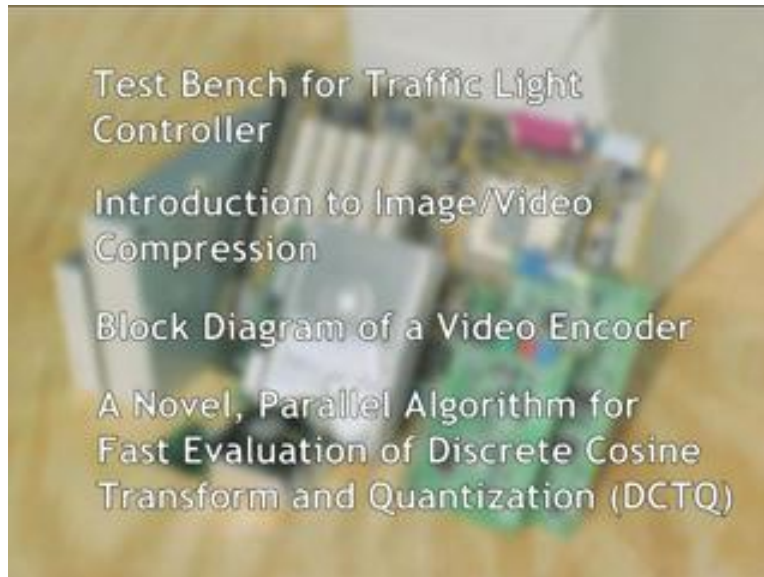 Test Bench for Traffic Light
Controller
Introduction to Image/Video
Compression
Block Diagram of a Video Encoder
A Novel, Parallel Algorithm for
Fast Evaluation of Discrete Cosine
Transform and Quantization (DCTQ)